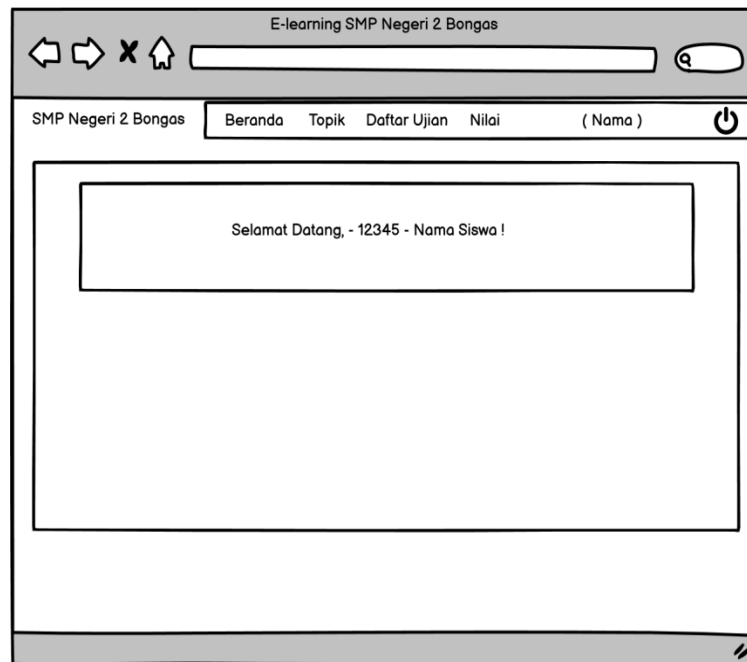 E-learning SMP Negeri 2 Bongas
SMP Negeri 2 Bongas Beranda Topik Daftar Ujian Nilai ( Nama )
Selamat Datang, - 12345 - Nama Siswa !